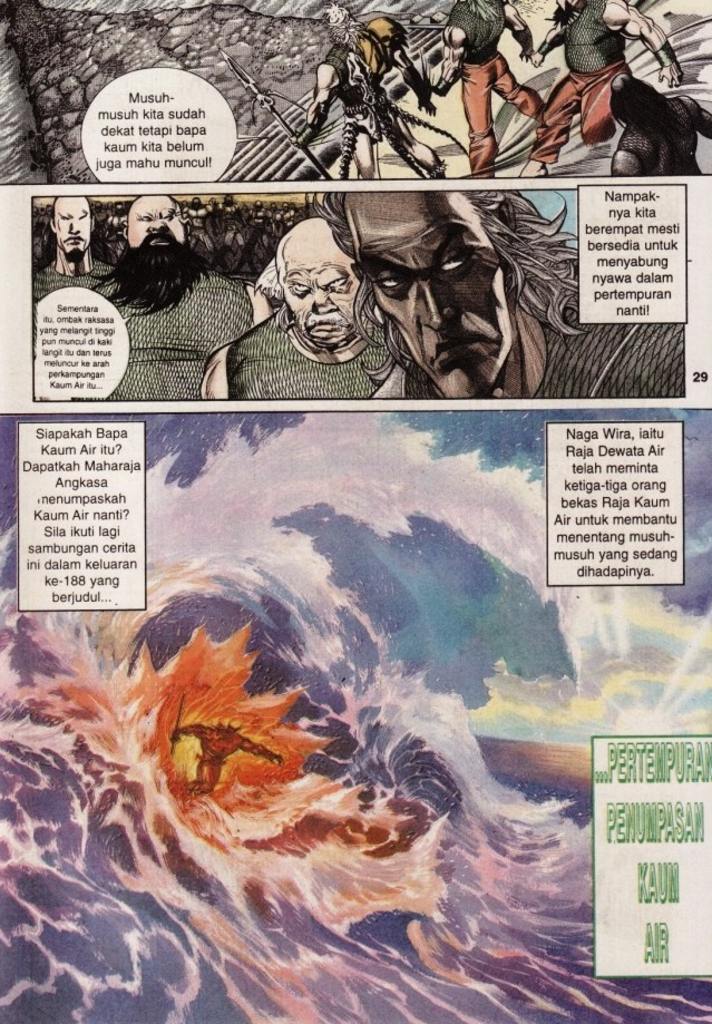 Musuh-
musuh kita sudah
dekat tetapi bapa
kaum kita belum
juga mahu muncul!
Nampak-
nya kita
berempat mesti
bersedia untuk
menyabung
nyawa dalam
pertempuran
nanti!
Sementara
itu, ombak raksasa
yang melangit tinggi
pun muncul di kaki
langit itu dan terus
meluncur ke arah
perkampungan
Kaum Air itu...
29
Siapakah Bapa
Kaum Air itu?
Dapatkah Maharaja
Angkasa
menumpaskah
Kaum Air nanti?
Sila ikuti lagi
sambungan cerita
ini dalam keluaran
ke-188 yang
berjudul...
Naga Wira, iaitu
Raja Dewata Air
telah meminta
ketiga-tiga orang
bekas Raja Kaum
Air untuk membantu
menentang musuh-
musuh yang sedang
dihadapinya.
...PERTEMPURAN
PENUMPASAN
KAUM
AIR